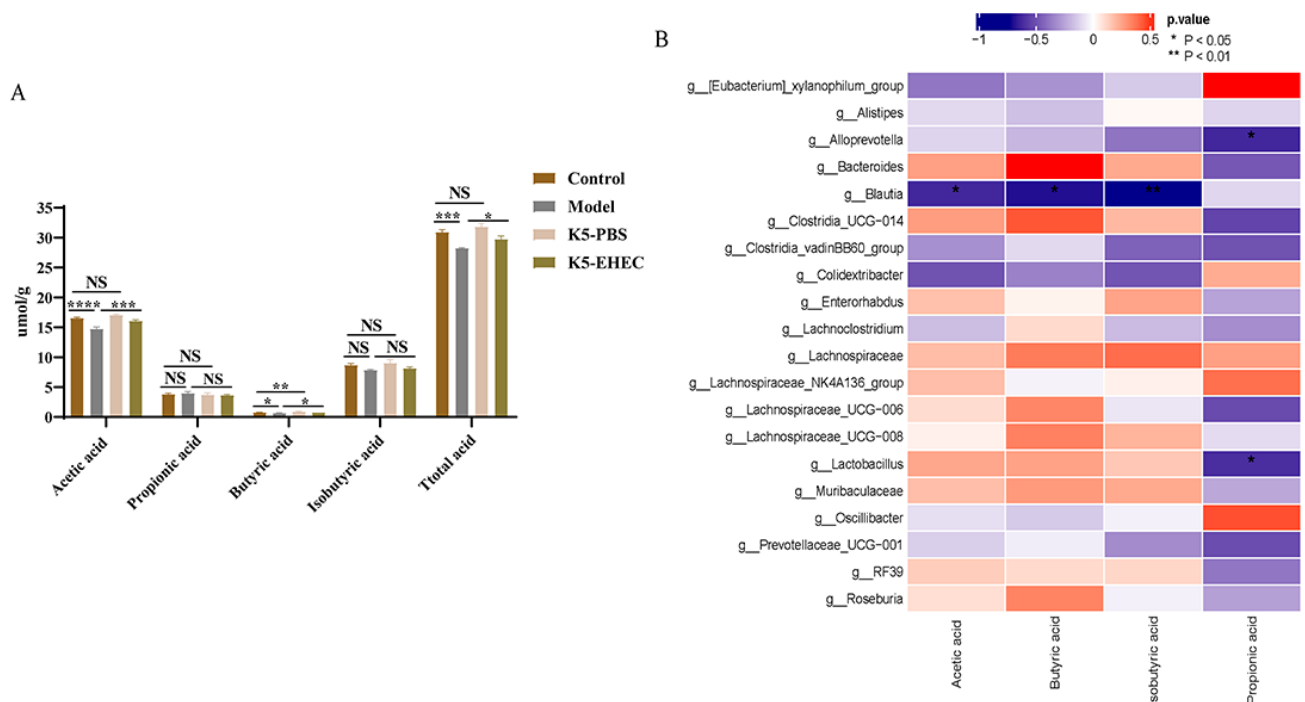 A
Control
Model
K5-PBS
K5-EHEC
umol/g
35
30
25
20
15
10
5
0
NS
**** ***
NS
NS NS
**
* *
NS
NS NS
NS
*** *
Acetic acid
Propionic acid
Butyric acid
Isobutyric acid
Ttotal acid
B
−1 −0.5 0 0.5
p.value
* P < 0.05
** P < 0.01
g__[Eubacterium]_xylanophilum_group
g__Alistipes
g__Alloprevotella *
g__Bacteroides
g__Blautia * * **
g__Clostridia_UCG−014
g__Clostridia_vadinBB60_group
g__Colidextribacter
g__Enterorhabdus
g__Lachnoclostridium
g__Lachnospiraceae
g__Lachnospiraceae_NK4A136_group
g__Lachnospiraceae_UCG−006
g__Lachnospiraceae_UCG−008
g__Lactobacillus *
g__Muribaculaceae
g__Oscillibacter
g__Prevotellaceae_UCG−001
g__RF39
g__Roseburia
Acetic acid
Butyric acid
sobutyric acid
Propionic acid